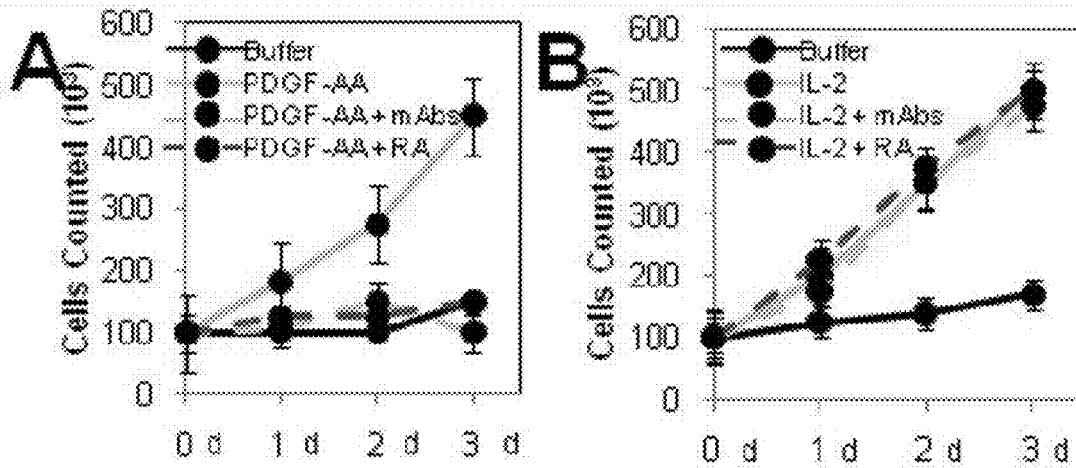 A
Cells Counted (10³)
600
500
400
300
200
100
0
Buffer
PDGF-AA
PDGF-AA + mAbs
PDGF-AA + RA
0 d
1 d
2 d
3 d
B
Cells Counted (10³)
600
500
400
300
200
100
0
Buffer
IL-2
IL-2 + mAbs
IL-2 + RA
0 d
1 d
2 d
3 d